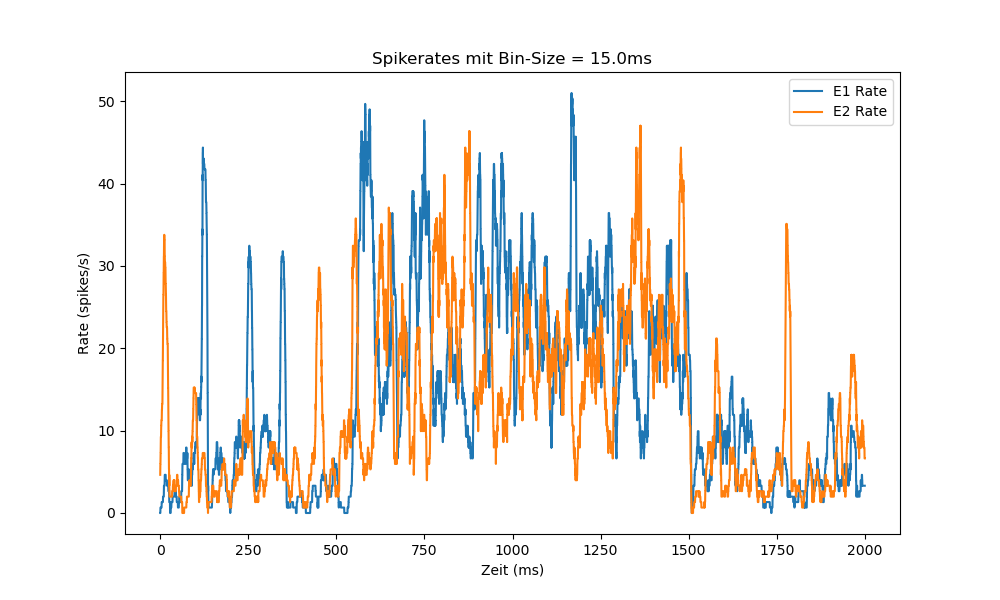 Spikerates mit Bin-Size = 15.0ms
E1 Rate
E2 Rate
50
40
30
20
10
0
Rate (spikes/s)
0 250 500 750 1000 1250 1500 1750 2000
Zeit (ms)